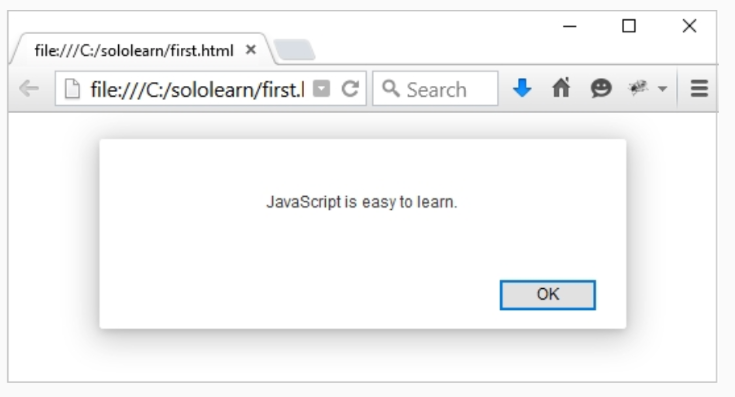 file:///C:/sololearn/first.html
file:///C:/sololearn/first.l
Search
JavaScript is easy to learn.
OK